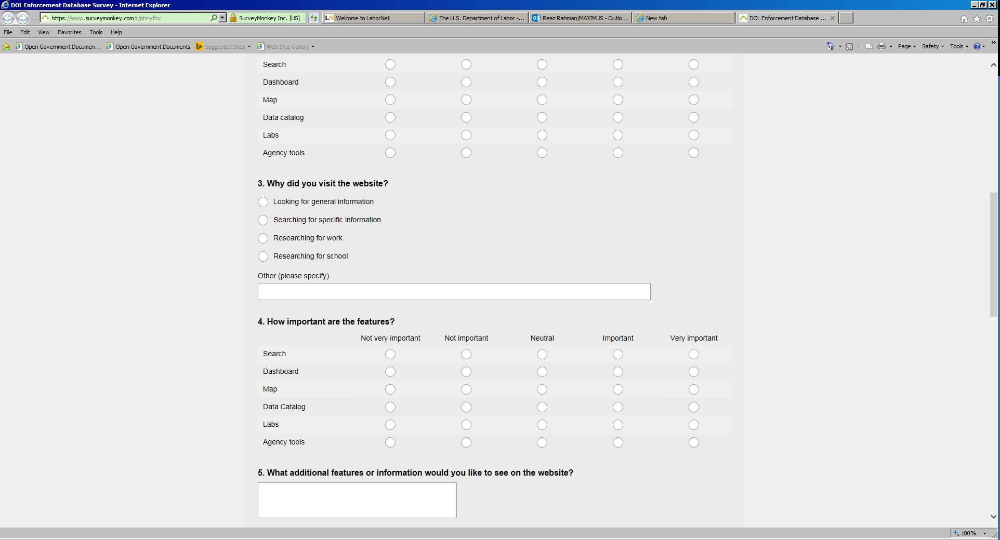 DOL Enforcement Database Survey - Internet Explorer
https://www.surveymonkey.com/r/phnyfhv
SurveyMonkey Inc. [US]
LN Welcome to LaborNet
The U.S. Department of Labor -...
Reaz Rahman/MAXIMUS - Outlo...
New tab
DOL Enforcement Database ...
File Edit View Favorites Tools Help
Open Government Documen... Open Government Documents Suggested Sites Web Slice Gallery Page Safety Tools
Search
Dashboard
Map
Data catalog
Labs
Agency tools
3. Why did you visit the website?
Looking for general information
Searching for specific information
Researching for work
Researching for school
Other (please specify)
4. How important are the features?
Not very important Not important Neutral Important Very important
Search
Dashboard
Map
Data Catalog
Labs
Agency tools
5. What additional features or information would you like to see on the website?
100%